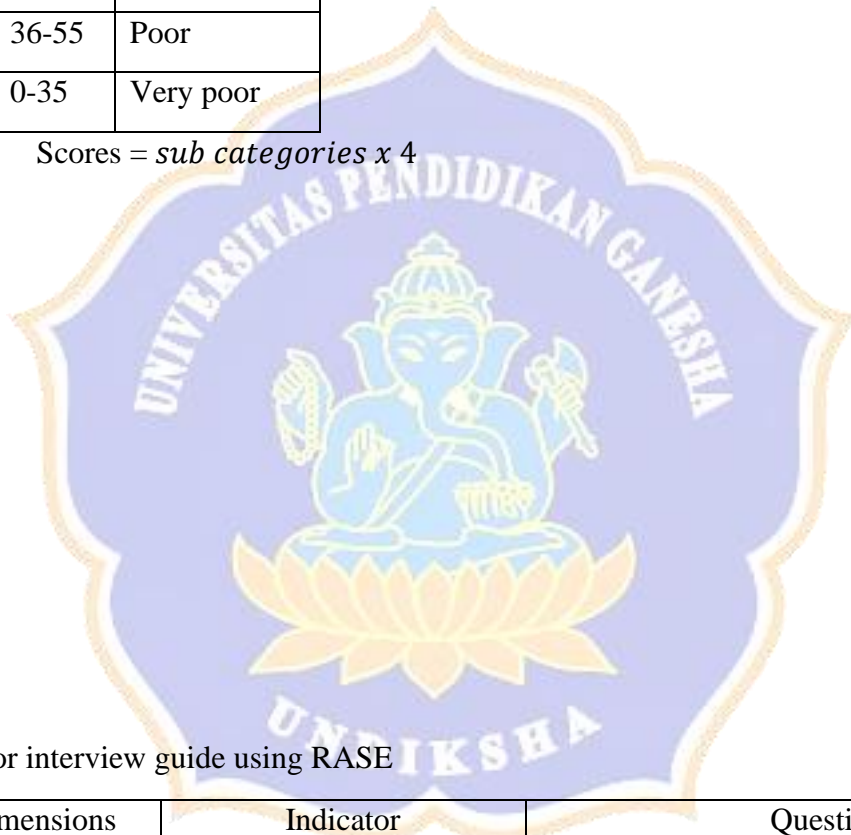 36-55 Poor
0-35 Very poor
Scores = sub categories x 4
UNIVERSITAS PENDIDIKAN GANESHA
UNDIKSHA
or interview guide using RASE
mensions Indicator Questi